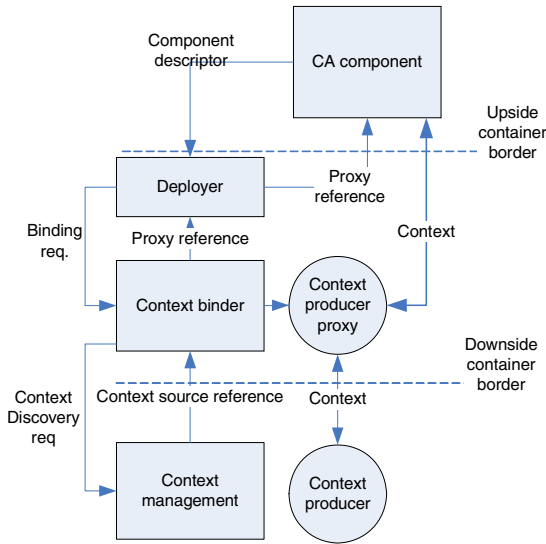 Component
descriptor
CA component
Upside
container
border
Deployer
Proxy
reference
Binding
req.
Proxy reference
Context
Context binder
Context
producer
proxy
Downside
container
border
Context
Discovery
req
Context source reference
Context
Context
management
Context
producer